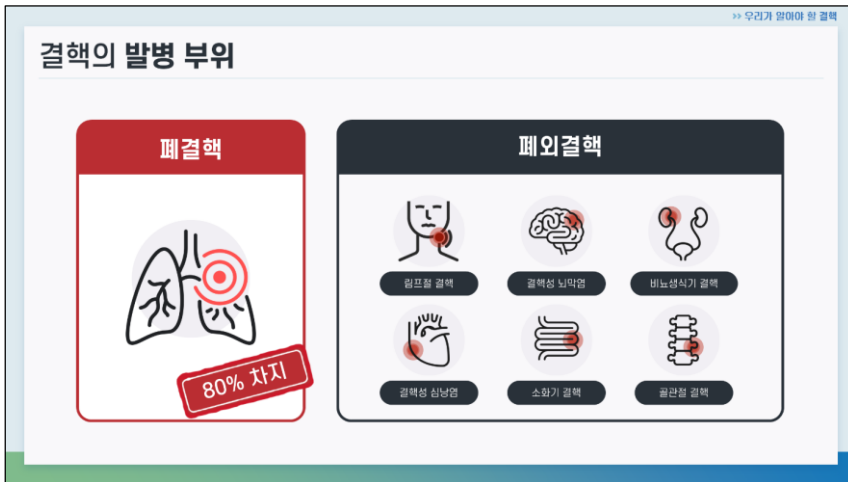 >> 우리가 알아야 할 결핵
결핵의 발병 부위
폐결핵
80% 차지
폐외결핵
림프절 결핵
결핵성 뇌막염
비뇨생식기 결핵
결핵성 심낭염
소화기 결핵
골관절 결핵